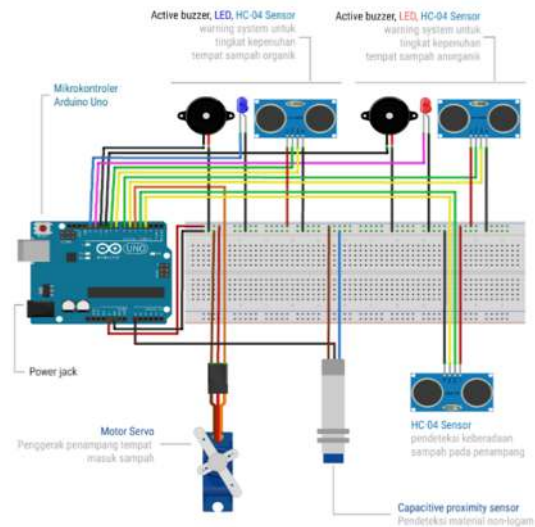 Active buzzer, LED, HC-04 Sensor
warning system untuk
tingkat kepenuhan
tempat sampah organik
Active buzzer, LED, HC-04 Sensor
warning system untuk
tingkat kepenuhan
tempat sampah anorganik
Mikrokontroler
Arduino Uno
UNO
Power jack
Motor Servo
Penggerak penampang tempat
masuk sampah
HC-04 Sensor
pendeteksi keberadaan
sampah pada penampang
Capacitive proximity sensor
Pendeteksi material non-logam